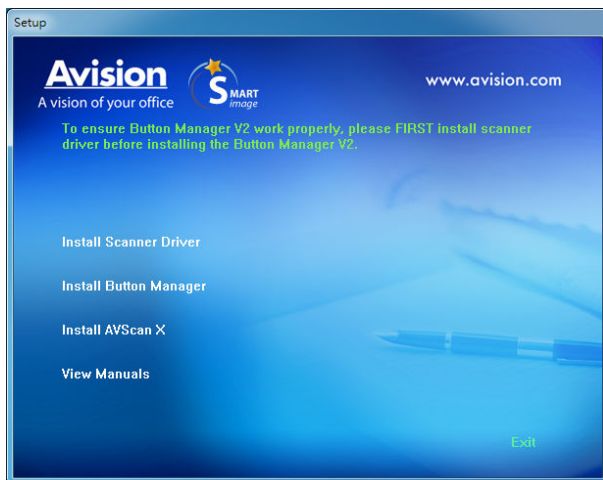 Setup
Avision
A vision of your office
SMART
image
www.avision.com
To ensure Button Manager V2 work properly, please FIRST install scanner
driver before installing the Button Manager V2.
Install Scanner Driver
Install Button Manager
Install AVScan X
View Manuals
Exit